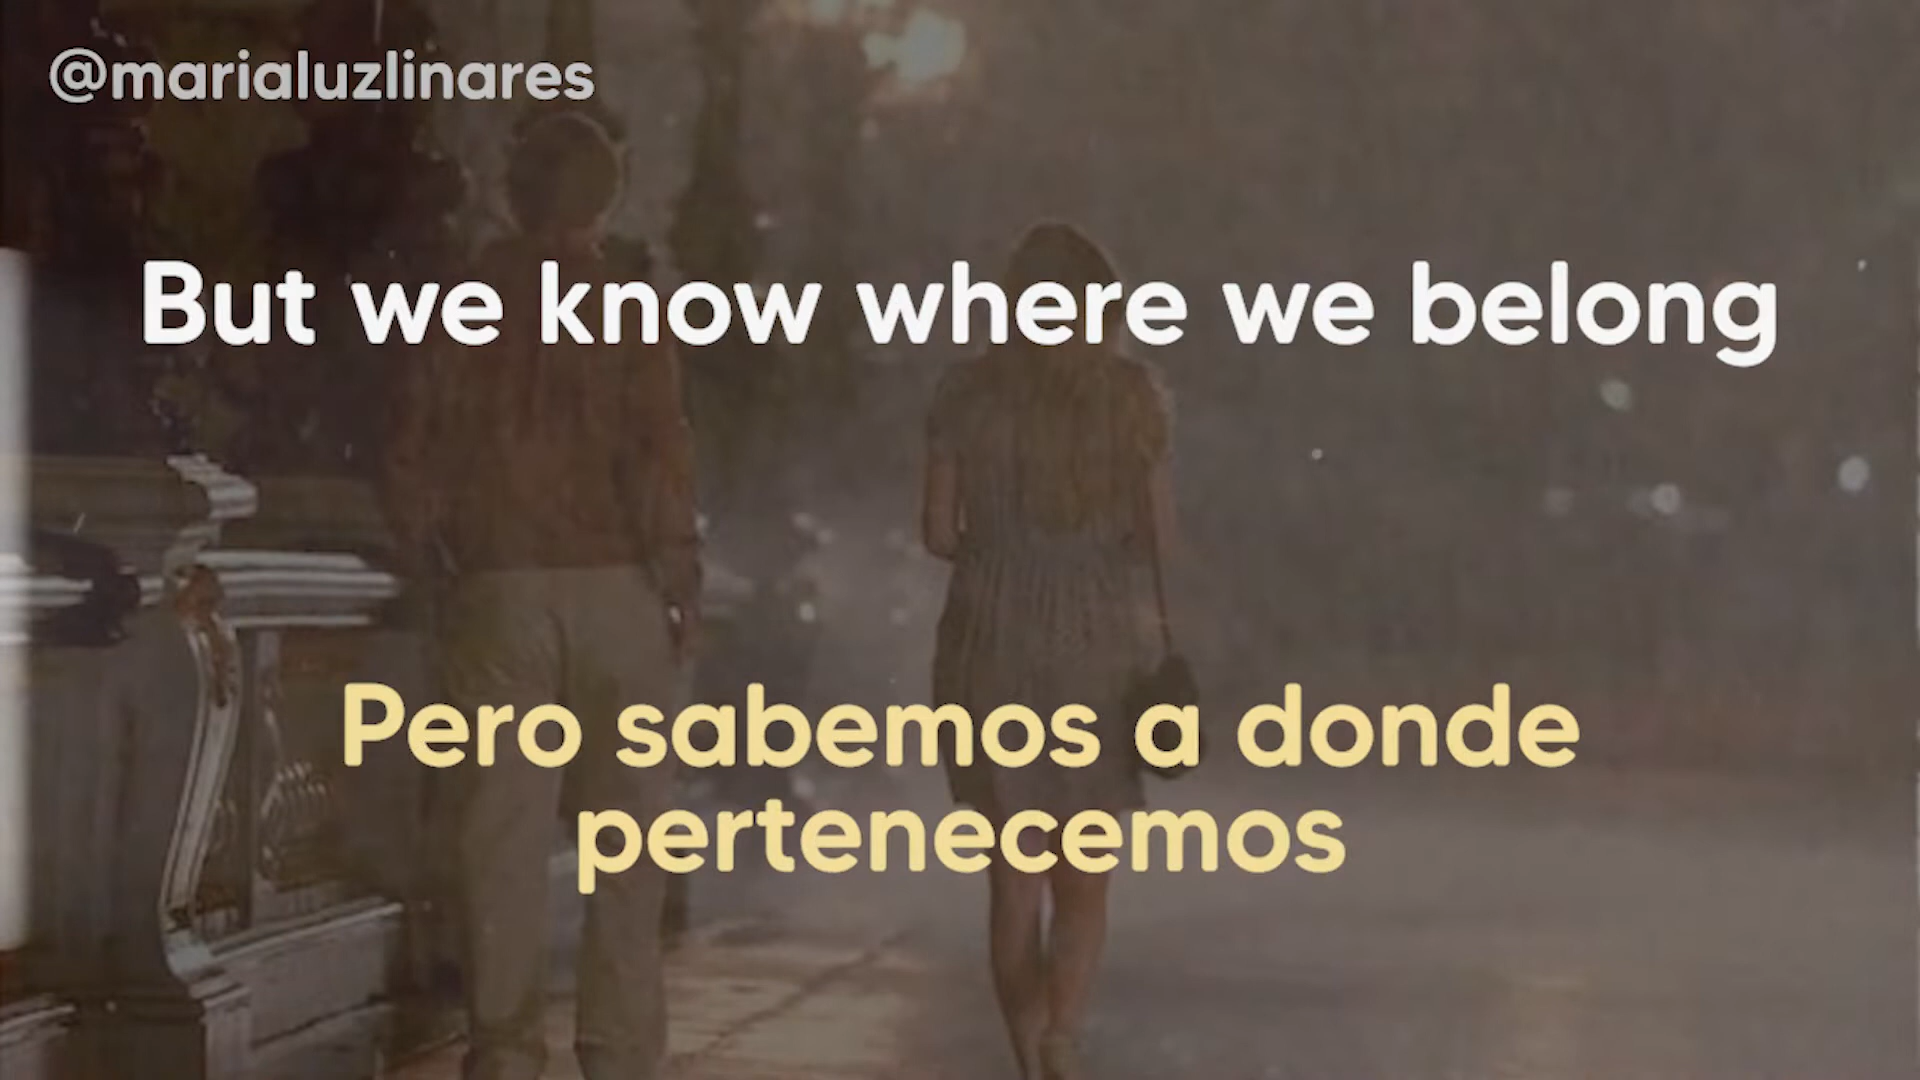 @marialuzlinares
But we know where we belong
Pero sabemos a donde
pertenecemos